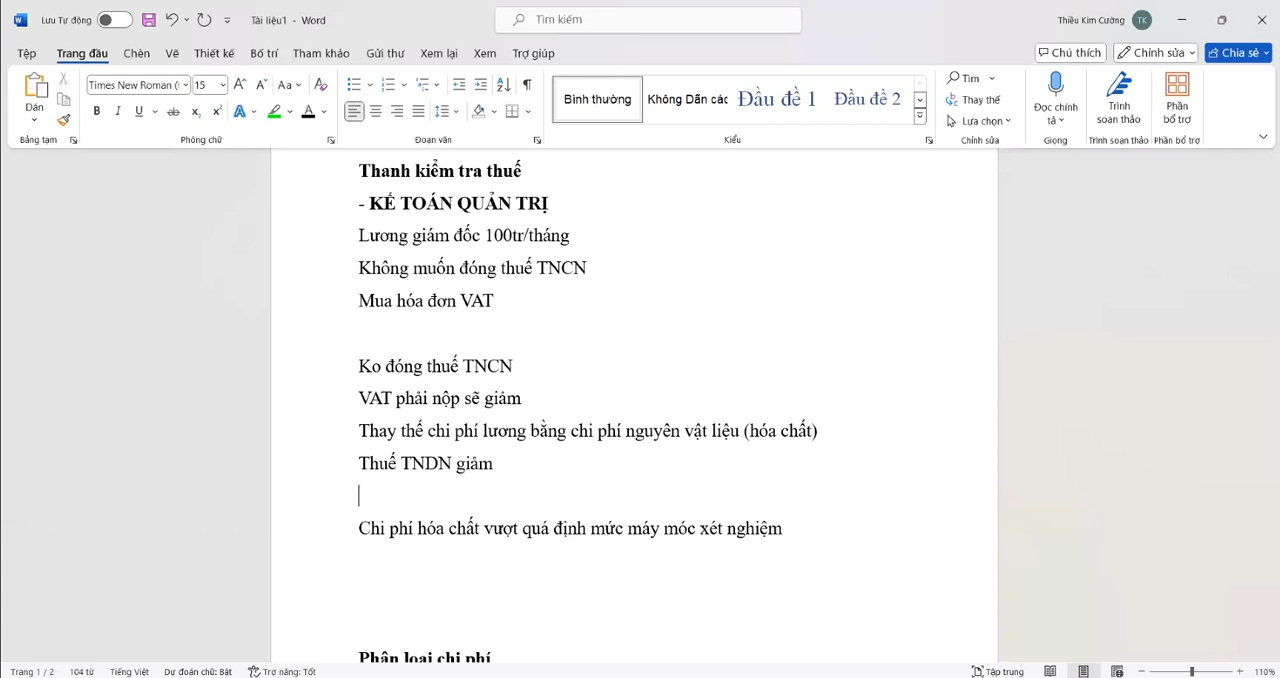 Lưu Tự động
Tài liệu1 - Word
Tìm kiếm
Thiều Kim Cường
TK
Tệp Trang đầu Chèn Vẽ Thiết kế Bố trí Tham khảo Gửi thư Xem lại Xem Trợ giúp
Chú thích Chỉnh sửa Chia sẻ
Dán
Times New Roman ( 15
Bình thường
Không Dãn các
Đầu đề 1
Đầu đề 2
Tìm
Thay thế
Lựa chọn
Đọc chính tả
Trình soạn thảo
Phần bổ trợ
Bảng tạm Phông chữ Đoạn văn Kiểu Chỉnh sửa Giọng Trình soạn thảo Phần bổ trợ
Thanh kiểm tra thuế
- KẾ TOÁN QUẢN TRỊ
Lương giám đốc 100tr/tháng
Không muốn đóng thuế TNCN
Mua hóa đơn VAT
Ko đóng thuế TNCN
VAT phải nộp sẽ giảm
Thay thế chi phí lương bằng chi phí nguyên vật liệu (hóa chất)
Thuế TNDN giảm
Chi phí hóa chất vượt quá định mức máy móc xét nghiệm
Phân loại chi phí
Trang 1 / 2 104 từ Tiếng Việt Dự đoán chữ: Bật Trợ năng: Tốt Tập trung 110%